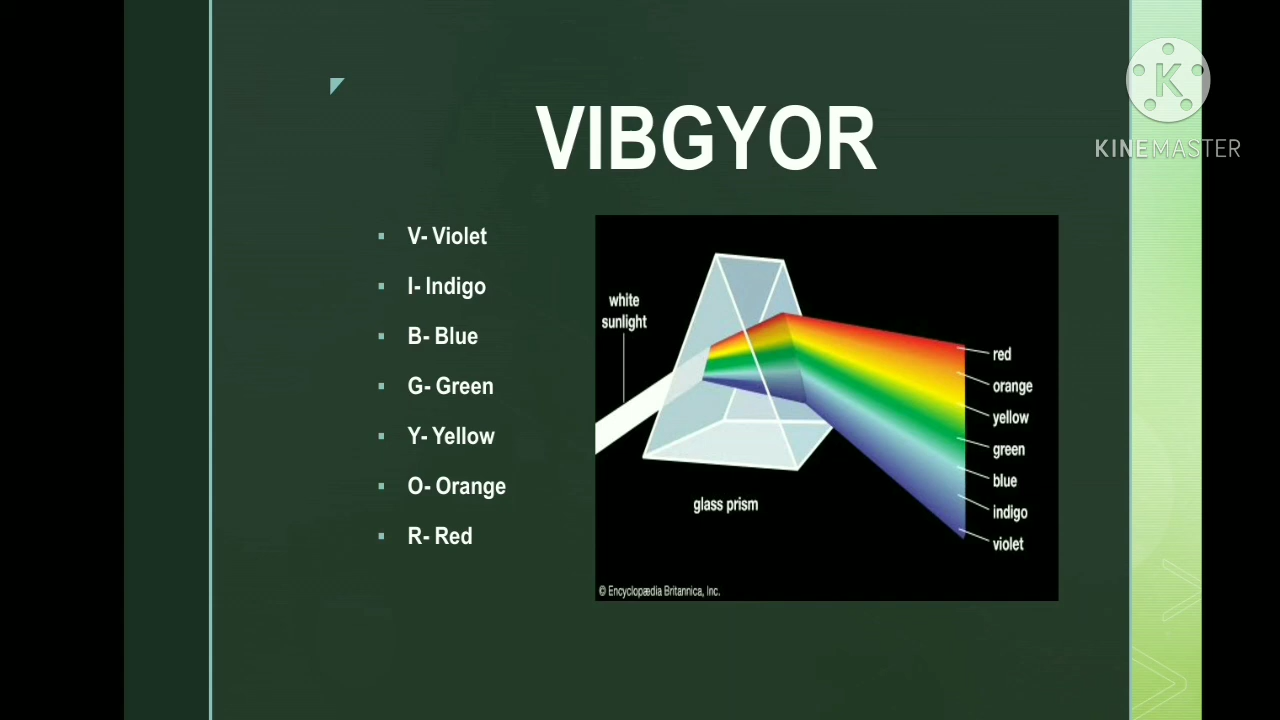 VIBGYOR
K
KINEMASTER
V- Violet
I- Indigo
B- Blue
G- Green
Y- Yellow
O- Orange
R- Red
white
sunlight
red
orange
yellow
green
blue
indigo
violet
glass prism
© Encyclopædia Britannica, Inc.